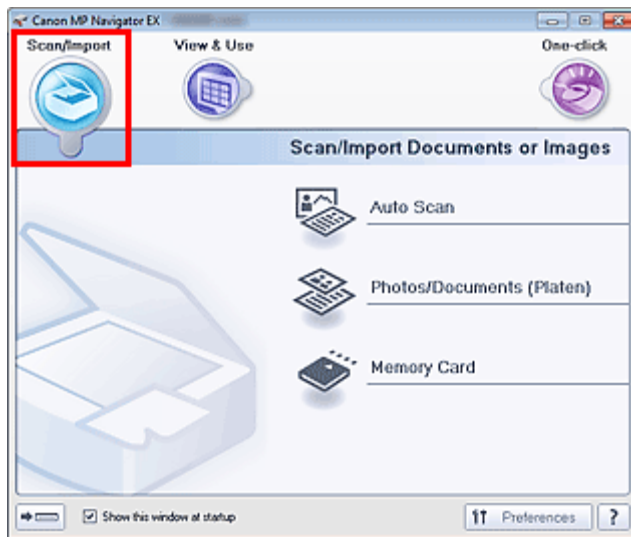 Canon MP Navigator EX
Scan/Import
View & Use
One-click
Scan/Import Documents or Images
Auto Scan
Photos/Documents (Platen)
Memory Card
Show this window at startup
Preferences
?